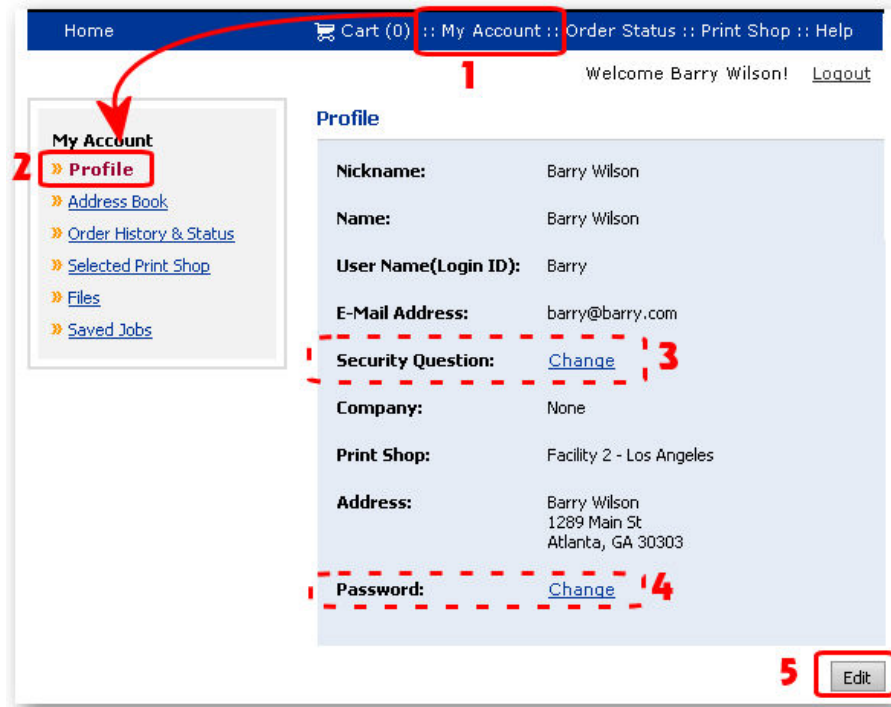 Home Cart (0) :: My Account :: Order Status :: Print Shop :: Help
1
Welcome Barry Wilson! Logout
My Account
2 » Profile
» Address Book
» Order History & Status
» Selected Print Shop
» Files
» Saved Jobs
Profile
Nickname: Barry Wilson
Name: Barry Wilson
User Name(Login ID): Barry
E-Mail Address: barry@barry.com
Security Question: Change 3
Company: None
Print Shop: Facility 2 - Los Angeles
Address: Barry Wilson
1289 Main St
Atlanta, GA 30303
Password: Change 4
5 Edit